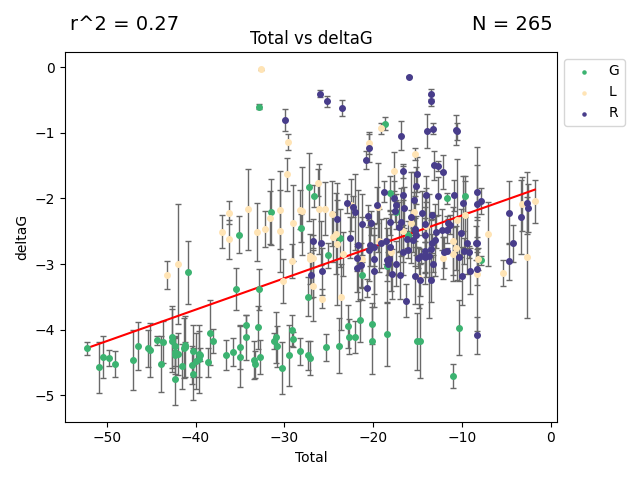 r^2 = 0.27 N = 265
Total vs deltaG
G
L
R
0
−1
−2
−3
−4
−5
deltaG
−50 −40 −30 −20 −10 0
Total